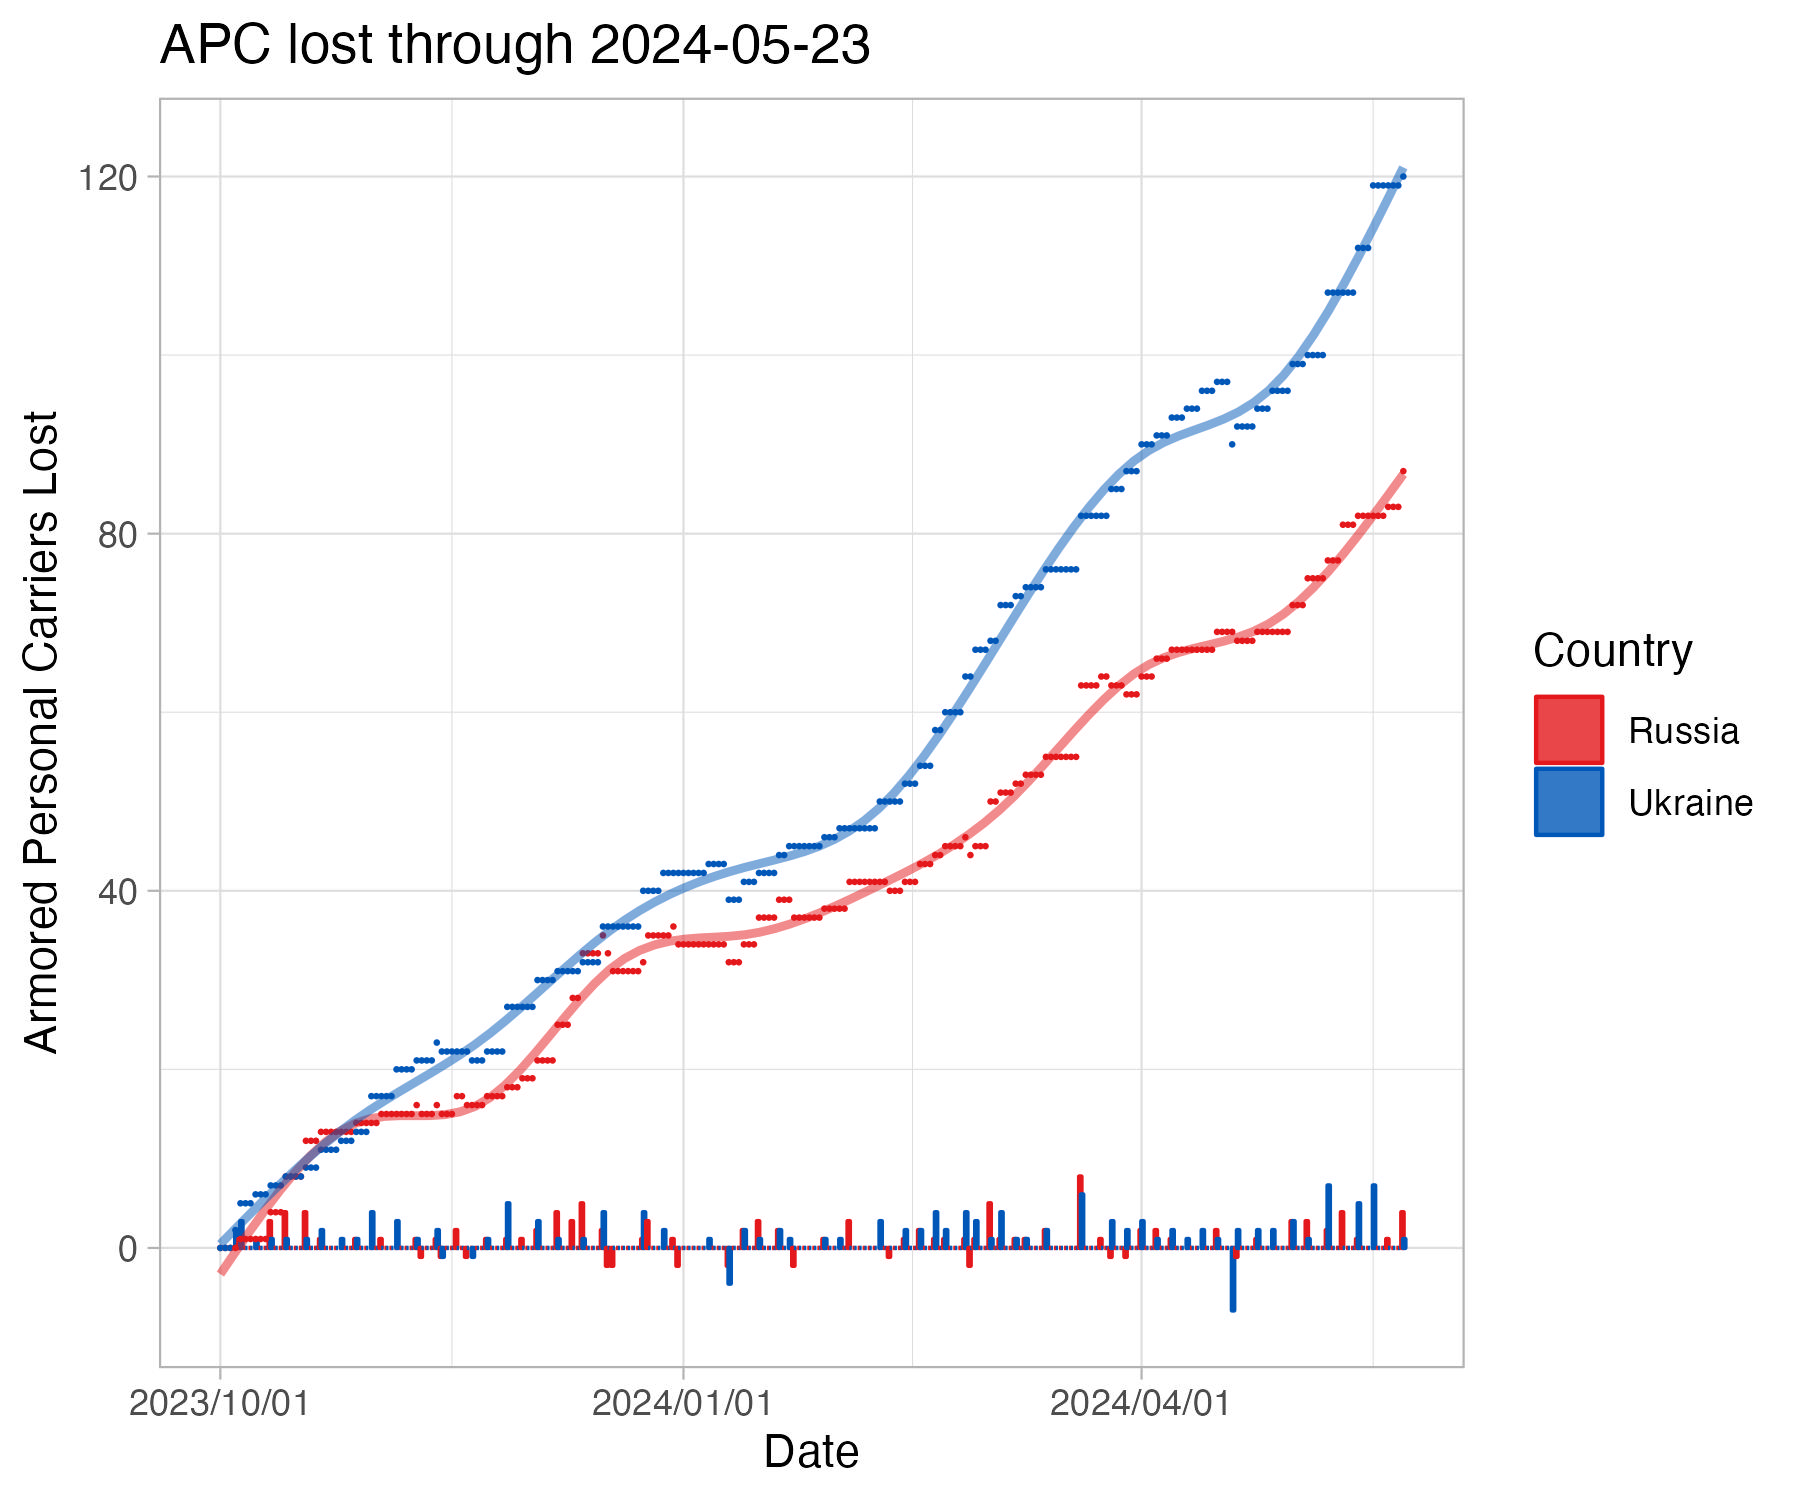 APC lost through 2024-05-23
Armored Personal Carriers Lost
120
80
40
0
2023/10/01
2024/01/01
2024/04/01
Date
Country
Russia
Ukraine